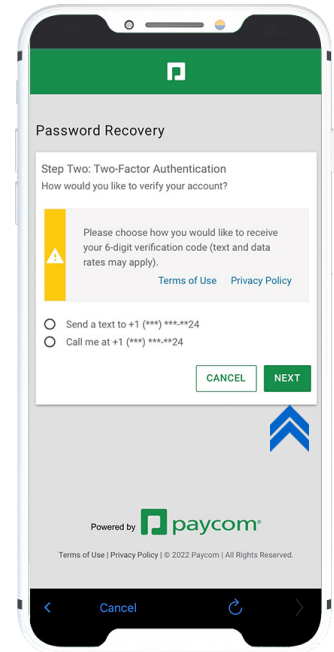 Password Recovery
Step Two: Two-Factor Authentication
How would you like to verify your account?
Please choose how you would like to receive
your 6-digit verification code (text and data
rates may apply).
Terms of Use Privacy Policy
Send a text to +1 (***) ***-**24
Call me at +1 (***) ***-**24
CANCEL NEXT
Powered by paycom®
Terms of Use | Privacy Policy | © 2022 Paycom | All Rights Reserved.
Cancel